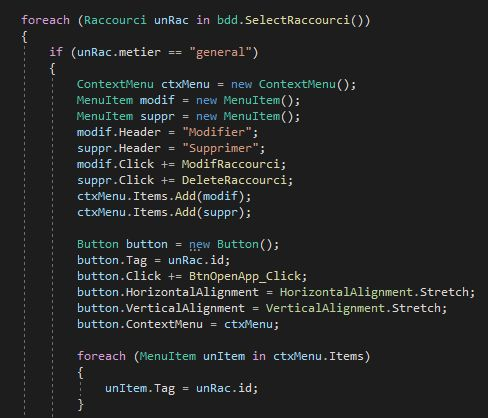 foreach (Raccourci unRac in bdd.SelectRaccourci())
{
if (unRac.metier == "general")
{
ContextMenu ctxMenu = new ContextMenu();
MenuItem modif = new MenuItem();
MenuItem suppr = new MenuItem();
modif.Header = "Modifier";
suppr.Header = "Supprimer";
modif.Click += ModifRaccourci;
suppr.Click += DeleteRaccourci;
ctxMenu.Items.Add(modif);
ctxMenu.Items.Add(suppr);
Button button = new Button();
button.Tag = unRac.id;
button.Click += BtnOpenApp_Click;
button.HorizontalAlignment = HorizontalAlignment.Stretch;
button.VerticalAlignment = VerticalAlignment.Stretch;
button.ContextMenu = ctxMenu;
foreach (MenuItem unItem in ctxMenu.Items)
{
unItem.Tag = unRac.id;
}